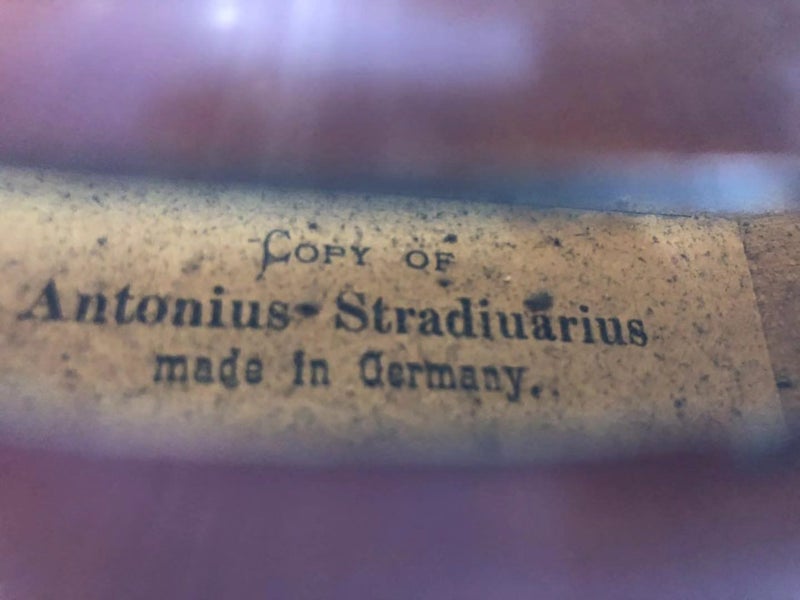 COPY OF
Antonius Stradiuarius
made in Germany.